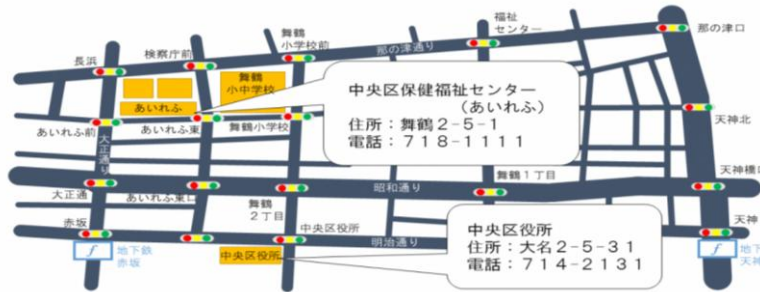 福祉
センター
那の津口
舞鶴
小学校前
検察庁前
長浜
那の津通り
舞鶴
小中学校
あいれふ
中央区保健福祉センター
(あいれふ)
住所:舞鶴2-5-1
電話:718-1111
天神北
あいれふ前
あいれふ東
舞鶴小学校
大正通り
大正通
あいれふ東口
昭和通り
舞鶴1丁目
天神橋口
舞鶴
2丁目
赤坂
中央区役所
明治通り
天神
地下鉄
赤坂
中央区役所
中央区役所
住所:大名2-5-31
電話:714-2131
地下
天神